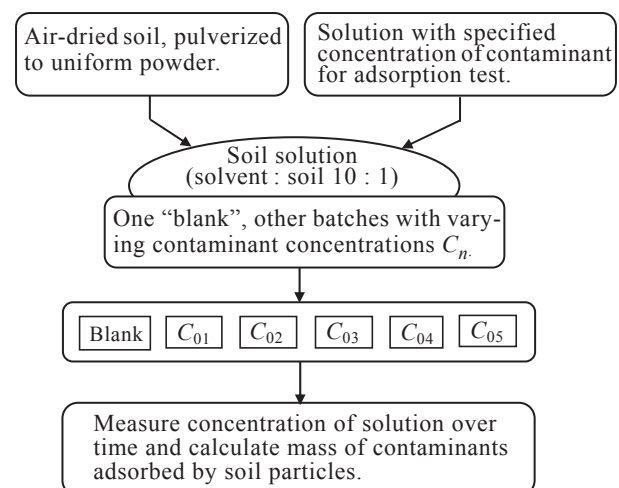 Air-dried soil, pulverized
to uniform powder.
Solution with specified
concentration of contaminant
for adsorption test.
Soil solution
(solvent : soil 10 : 1)
One “blank”, other batches with vary-
ing contaminant concentrations Cn.
Blank C01 C02 C03 C04 C05
Measure concentration of solution over
time and calculate mass of contaminants
adsorbed by soil particles.